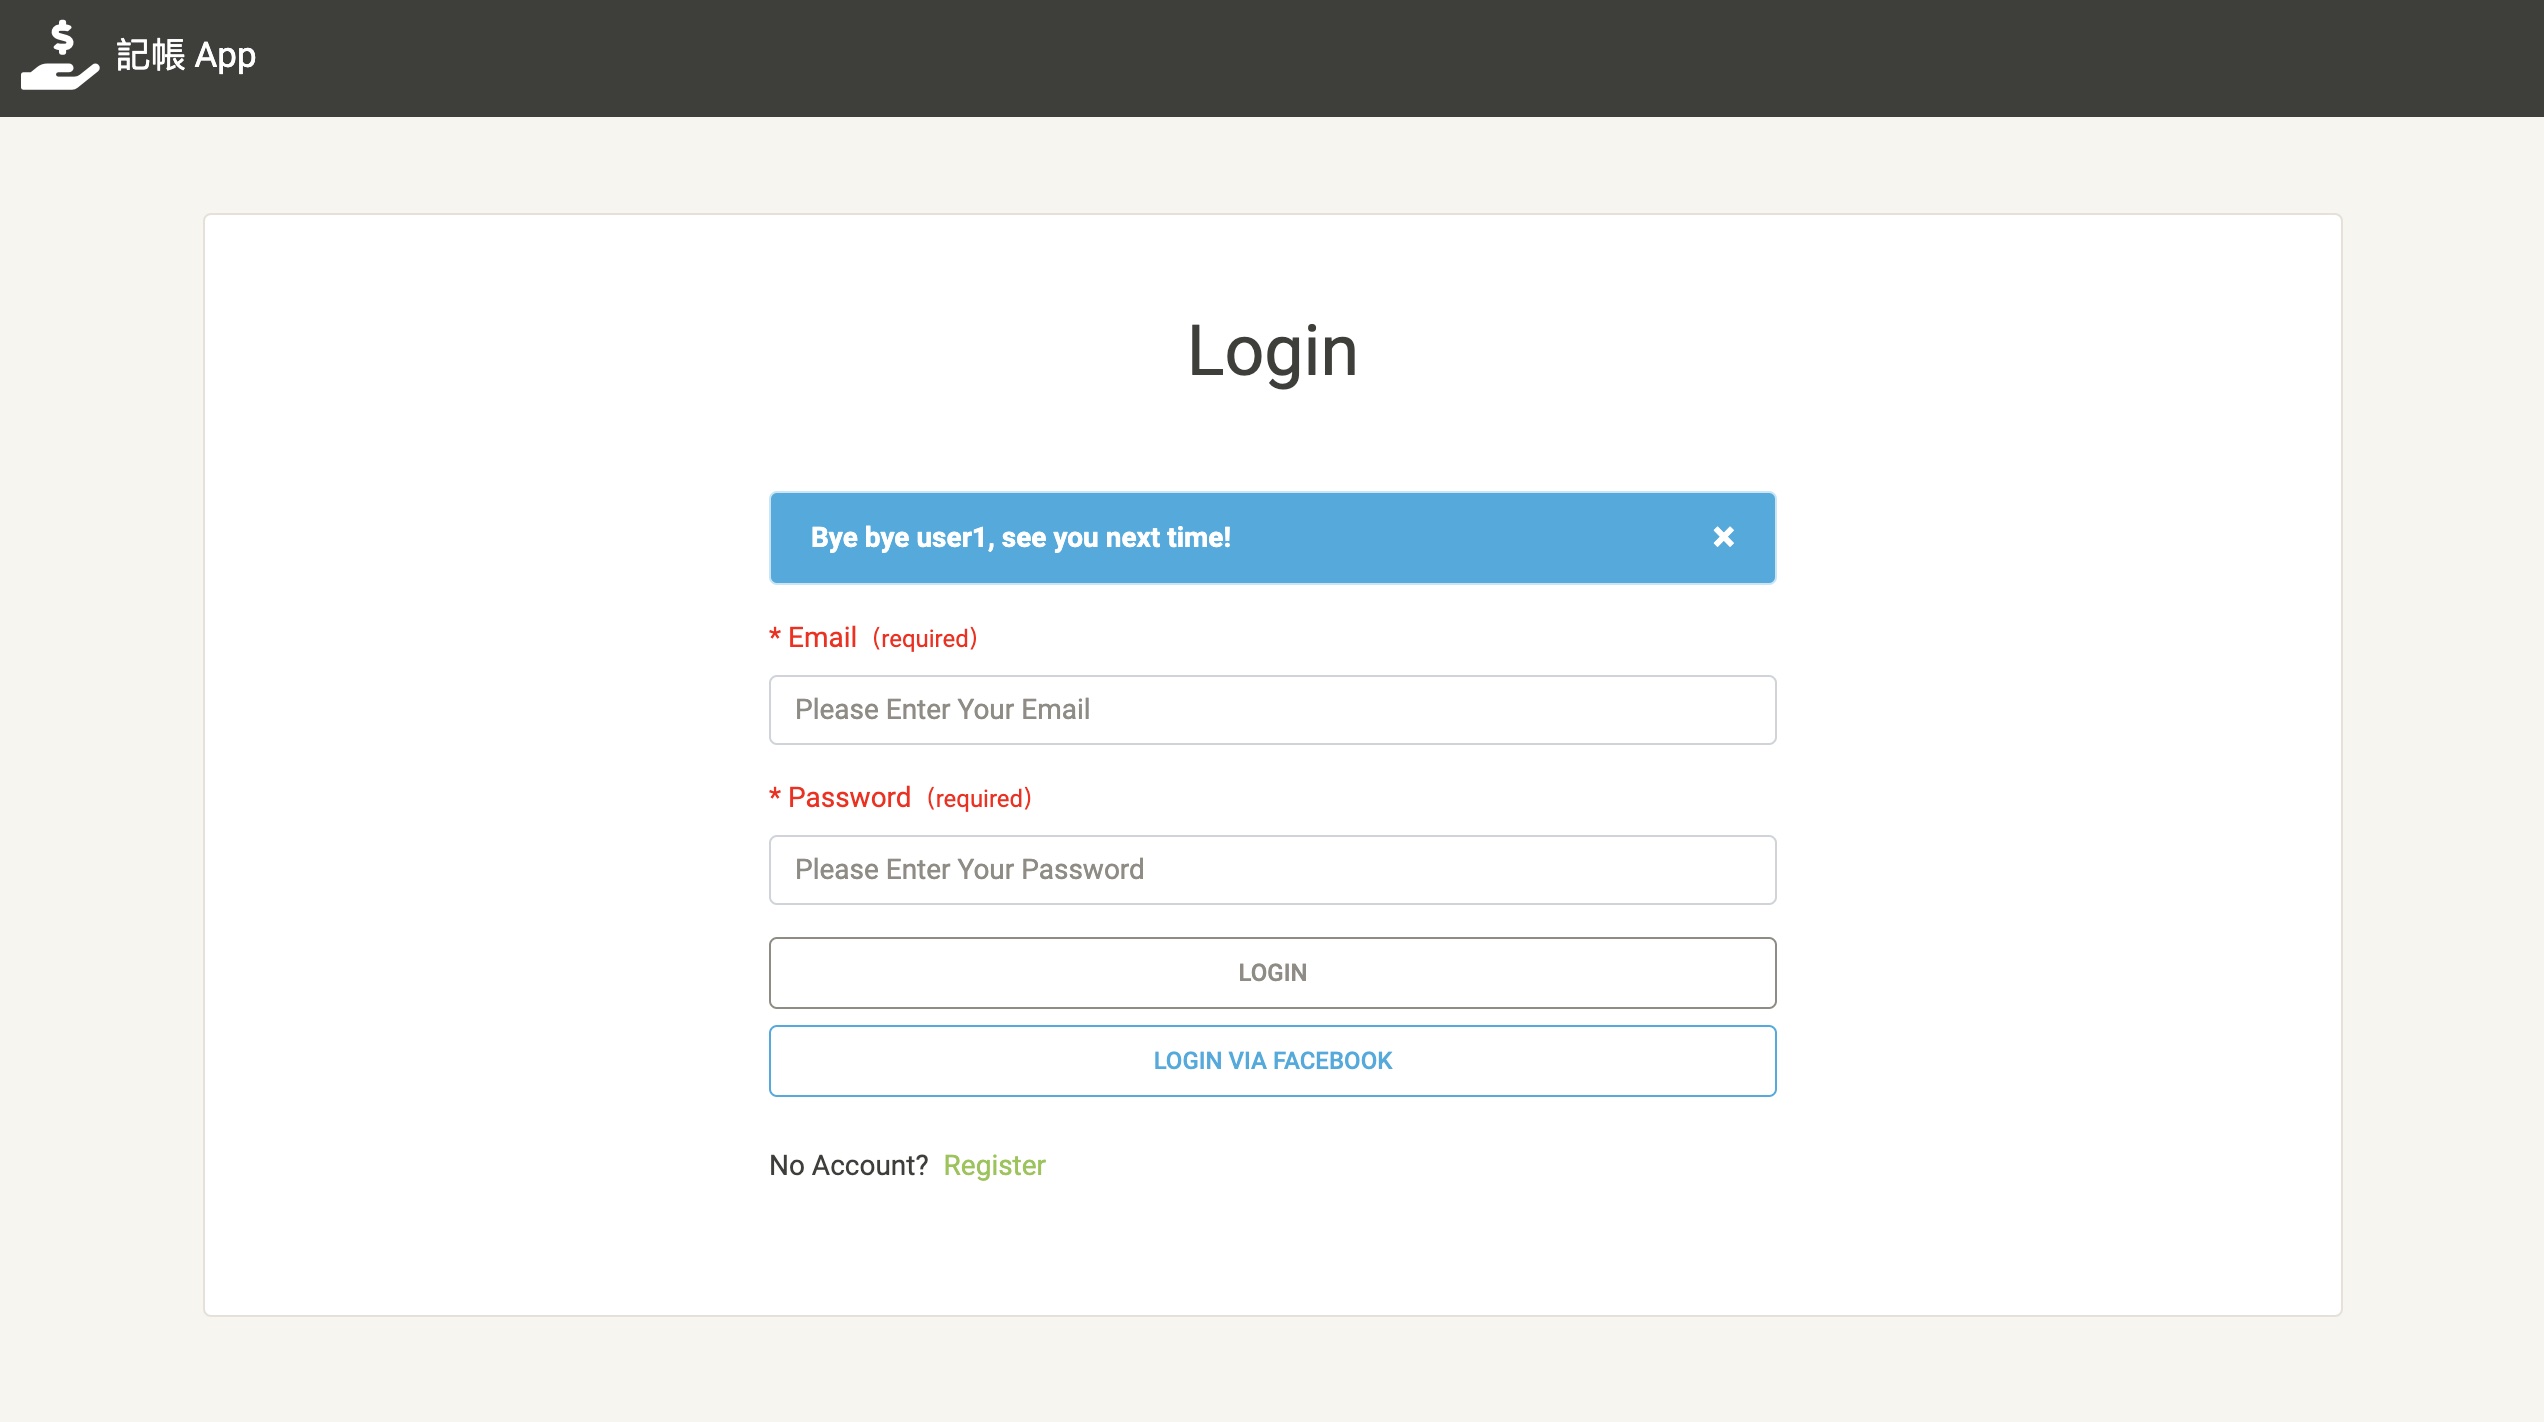 記帳 App
Login
Bye bye user1, see you next time!
* Email (required)
Please Enter Your Email
* Password (required)
Please Enter Your Password
LOGIN
LOGIN VIA FACEBOOK
No Account? Register